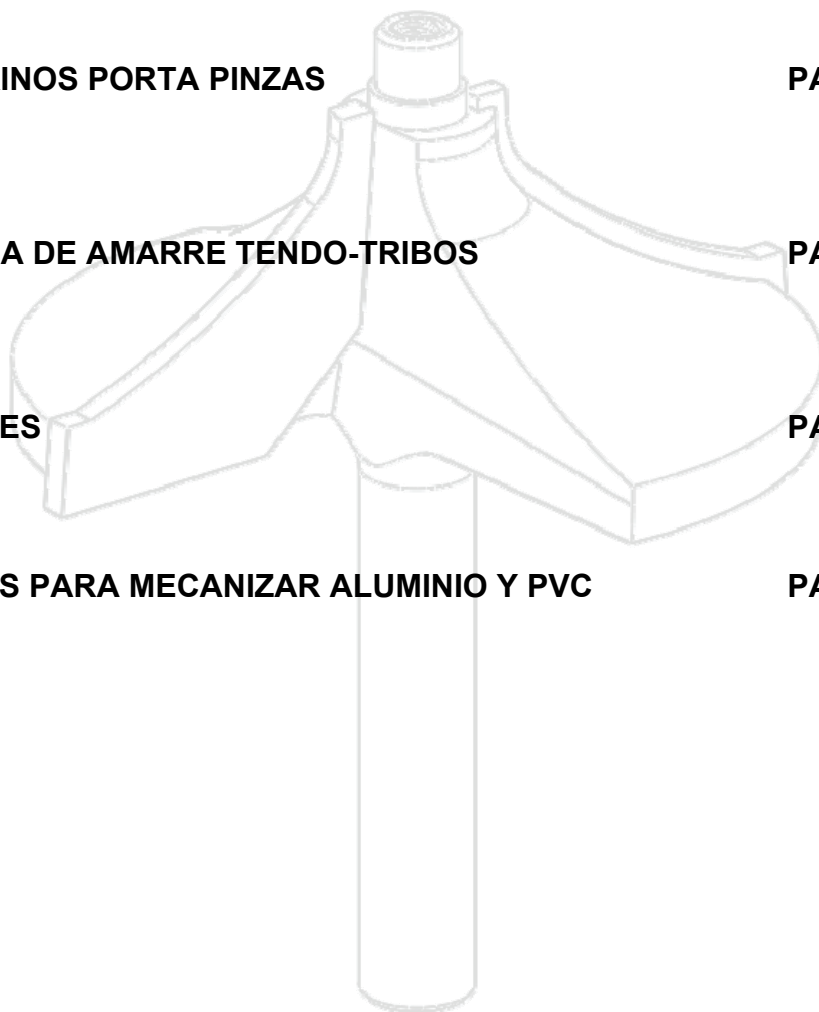 INOS PORTA PINZAS PA
A DE AMARRE TENDO-TRIBOS PA
ES PA
S PARA MECANIZAR ALUMINIO Y PVC PA